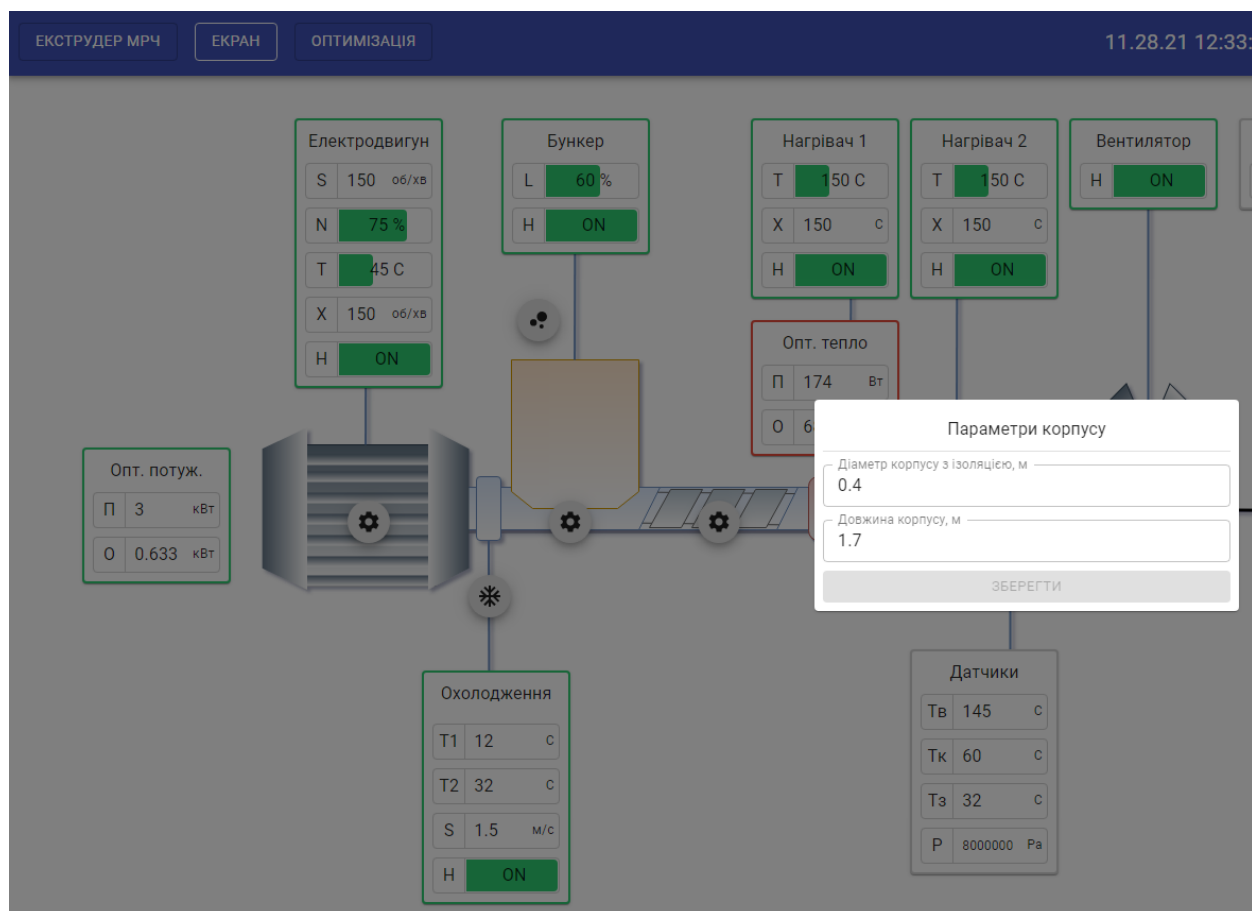 ЕКСТРУДЕР МРЧ ЕКРАН ОПТИМІЗАЦІЯ 11.28.21 12:33:
Електродвигун
S 150 об/хв
N 75 %
T 45 C
X 150 об/хв
H ON
Бункер
L 60 %
H ON
Нагрівач 1
T 150 C
X 150 C
H ON
Нагрівач 2
T 150 C
X 150 C
H ON
Вентилятор
H ON
Опт. тепло
П 174 Вт
О 6
Опт. потуж.
П 3 кВт
О 0.633 кВт
Параметри корпусу
Діаметр корпусу з ізоляцією, м
0.4
Довжина корпусу, м
1.7
ЗБЕРЕГТИ
Охолодження
T1 12 C
T2 32 C
S 1.5 м/с
H ON
Датчики
Тв 145 C
Тк 60 C
Тз 32 C
P 8000000 Pa